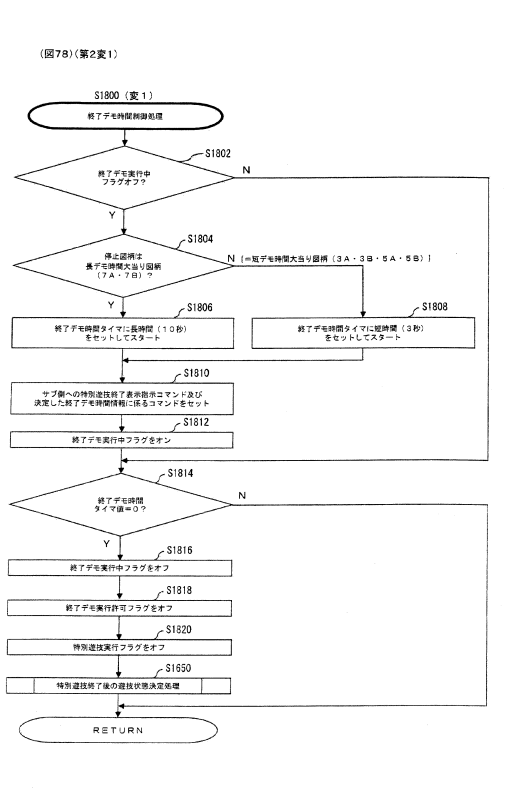 (図78)(第2変1)
S1800 (変1)
終了デモ時間制御処理
S1802
終了デモ実行中
フラグオフ?
N
Y
S1804
停止図柄は
長デモ時間大当り図柄
(7A・7B)?
N [=短デモ時間大当り図柄(3A・3B・5A・5B)]
Y
S1806
終了デモ時間タイマに長時間(10秒)
をセットしてスタート
S1808
終了デモ時間タイマに短時間(3秒)
をセットしてスタート
S1810
サブ側への特別遊技終了表示指示コマンド及び
決定した終了デモ時間情報に係るコマンドをセット
S1812
終了デモ実行中フラグをオン
S1814
終了デモ時間
タイマ値=0?
N
Y
S1816
終了デモ実行中フラグをオフ
S1818
終了デモ実行許可フラグをオフ
S1820
特別遊技実行フラグをオフ
S1650
特別遊技終了後の遊技状態決定処理
RETURN